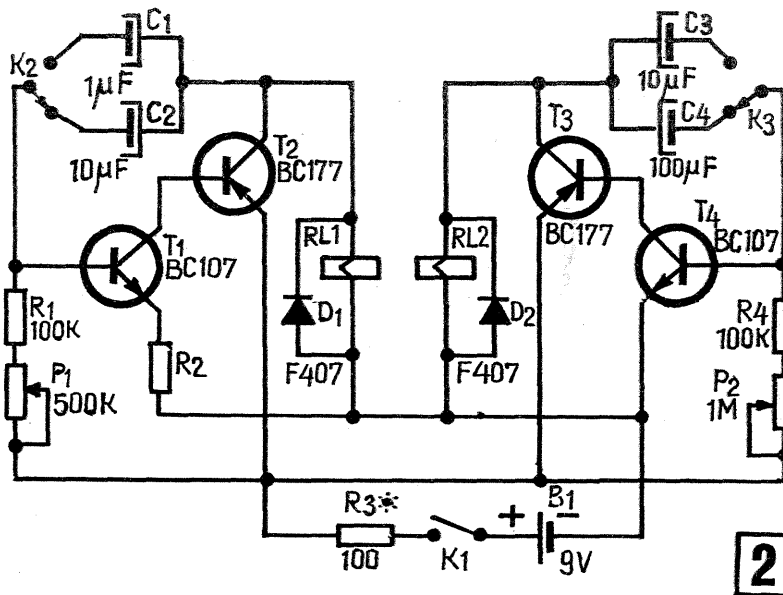 C1
K2
1µF
C2
10µF
T2
BC177
T1
BC107
R1
100K
P1
500K
R2
RL1
D1
F407
RL2
D2
F407
C3
10µF
C4
K3
100µF
T3
BC177
T4
BC107
R4
100K
P2
1M
R3*
100
K1
+
B1
−
9V
2